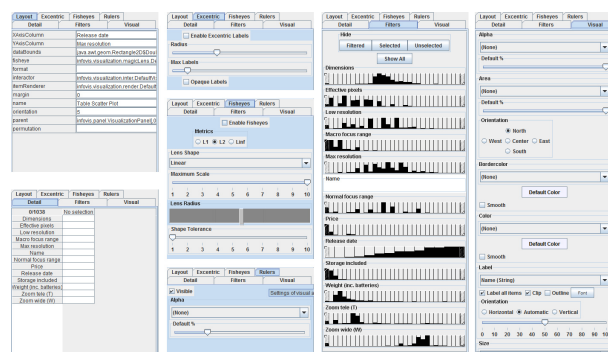 Layout Excentric Fisheyes Rulers
Detail Filters Visual
XAxisColumn Release date
YAxisColumn Max resolution
dataBounds java.awt.geom.Rectangle2D$Dou
fisheye infovis.visualization.magicLens.De
format
interactor infovis.visualization.inter.DefaultVi
itemRenderer infovis.visualization.render.Default
margin 0
name Table Scatter Plot
orientation 5
parent infovis.panel.VisualizationPanel[,0
permutation
Layout Excentric Fisheyes Rulers
Detail Filters Visual
0/1038 No selection
Dimensions
Effective pixels
Low resolution
Macro focus range
Max resolution
Name
Normal focus range
Price
Release date
Storage included
Weight (inc. batteries)
Zoom tele (T)
Zoom wide (W)
Layout Excentric Fisheyes Rulers
Detail Filters Visual
Enable Excentric Labels
Radius
Max Labels
Opaque Labels
Layout Excentric Fisheyes Rulers
Detail Filters Visual
Enable Fisheyes
Metrics
L1 L2 Linf
Lens Shape
Linear
Maximum Scale
1 2 3 4 5 6 7 8 9 10
Lens Radius
Shape Tolerance
1 2 3 4 5 6 7 8 9 10
Layout Excentric Fisheyes Rulers
Detail Filters Visual
Visible
Settings of visual a
Alpha
(None)
Default %
Layout Excentric Fisheyes Rulers
Detail Filters Visual
Hide
Filtered Selected Unselected
Show All
Dimensions
Effective pixels
Low resolution
Macro focus range
Max resolution
Name
Normal focus range
Price
Release date
Storage included
Weight (inc. batteries)
Zoom tele (T)
Zoom wide (W)
Layout Excentric Fisheyes Rulers
Detail Filters Visual
Alpha
(None)
Default %
Area
(None)
Default %
Orientation
North
West Center East
South
Bordercolor
(None)
Default Color
Smooth
Color
(None)
Default Color
Smooth
Label
Name (String)
Label all items Clip Outline Font
Orientation
Horizontal Automatic Vertical
0 10 20 30 40 50 60 70 80 90 100
Size